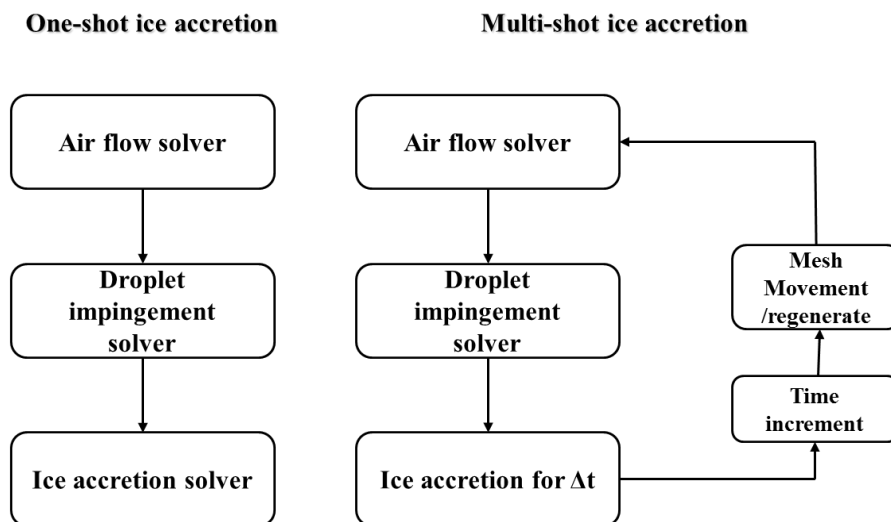 One-shot ice accretion
Multi-shot ice accretion
Air flow solver
Droplet
impingement
solver
Ice accretion solver
Air flow solver
Droplet
impingement
solver
Ice accretion for Δt
Mesh
Movement
/regenerate
Time
increment